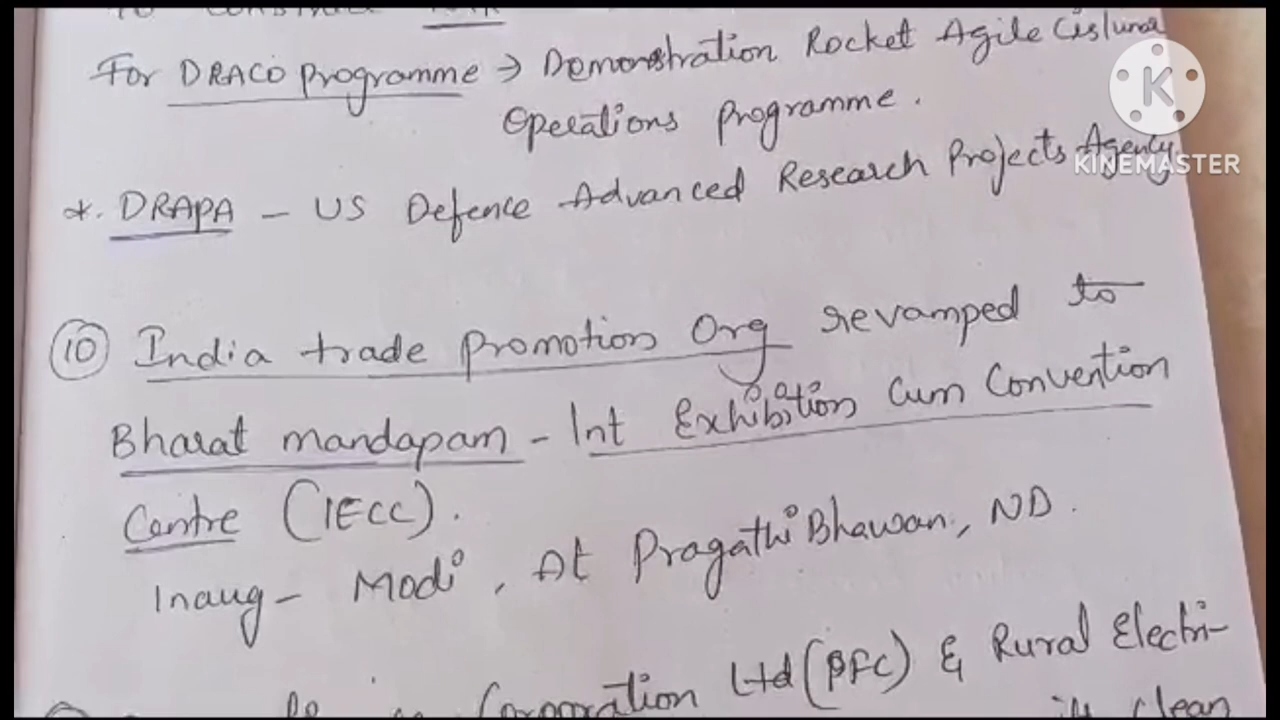 For DRACO Programme → Demonstration Rocket Agile Cislunar
Operations Programme.
*. DRAPA - US Defence Advanced Research Projects Agency
K
KINEMASTER
(10) India trade Promotion Org revamped to
Bharat mandapam - Int Exhibition Cum Convention
Centre (IECC).
Inaug - Modi, At Pragathi Bhawan, ND.
Corporation Ltd (PFC) & Rural Electri-
clean